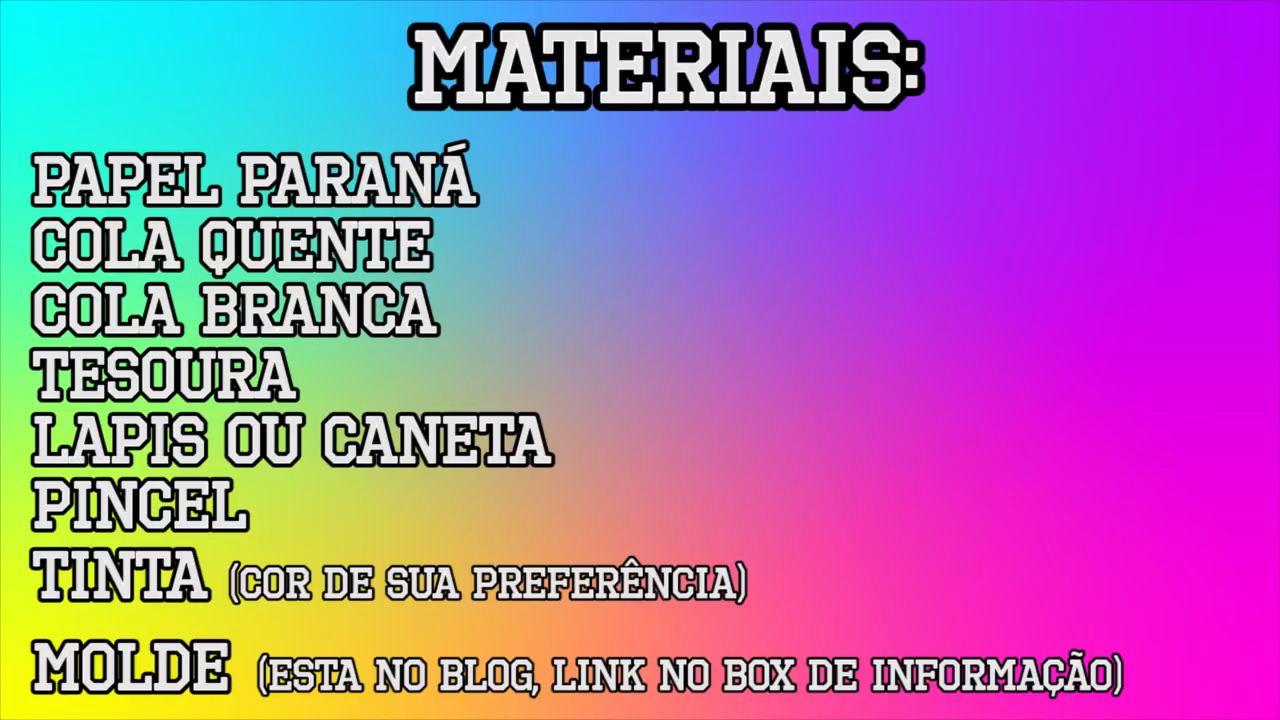 MATERIAIS:
PAPEL PARANÁ
COLA QUENTE
COLA BRANCA
TESOURA
LAPIS OU CANETA
PINCEL
TINTA (COR DE SUA PREFERÊNCIA)
MOLDE (ESTA NO BLOG, LINK NO BOX DE INFORMAÇÃO)